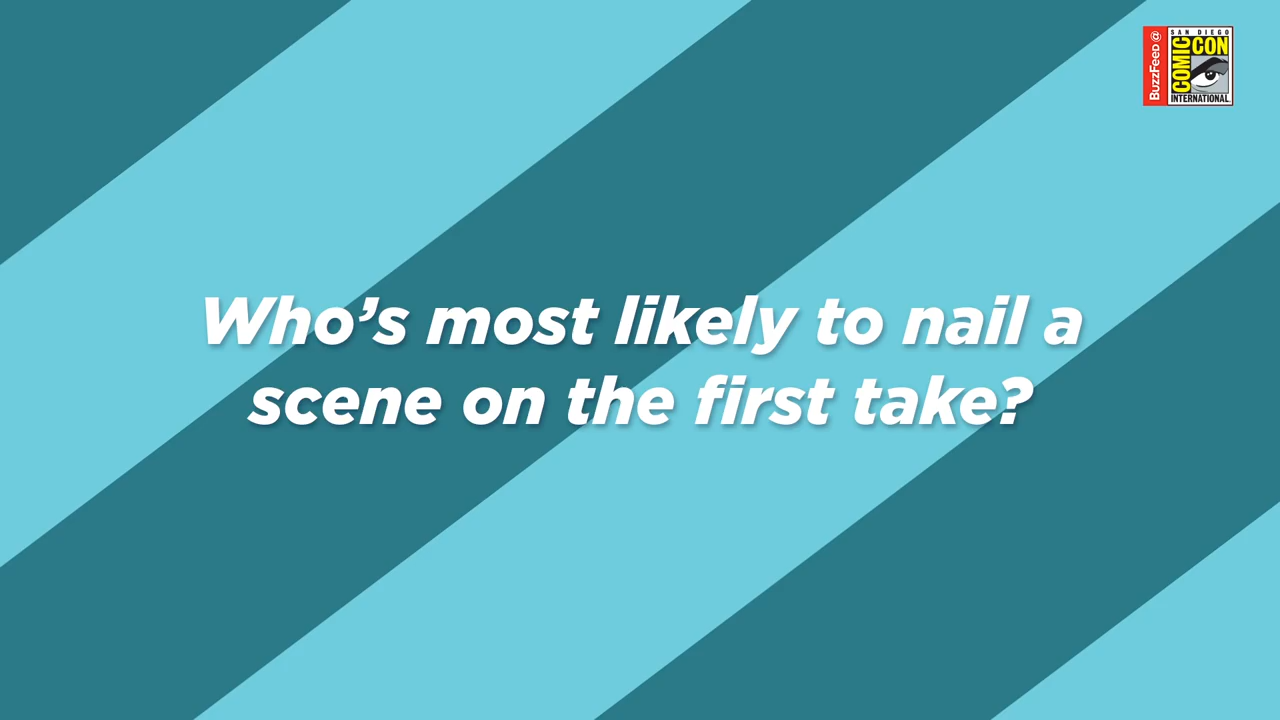 BuzzFeed @
SAN DIEGO
COMIC
CON
INTERNATIONAL
Who's most likely to nail a
scene on the first take?